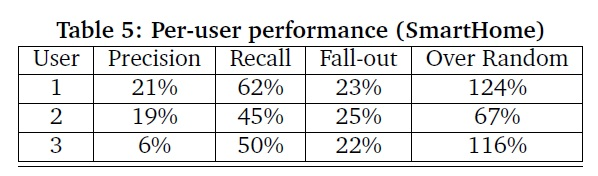 Table 5: Per-user performance (SmartHome)
User Precision Recall Fall-out Over Random
1 21% 62% 23% 124%
2 19% 45% 25% 67%
3 6% 50% 22% 116%